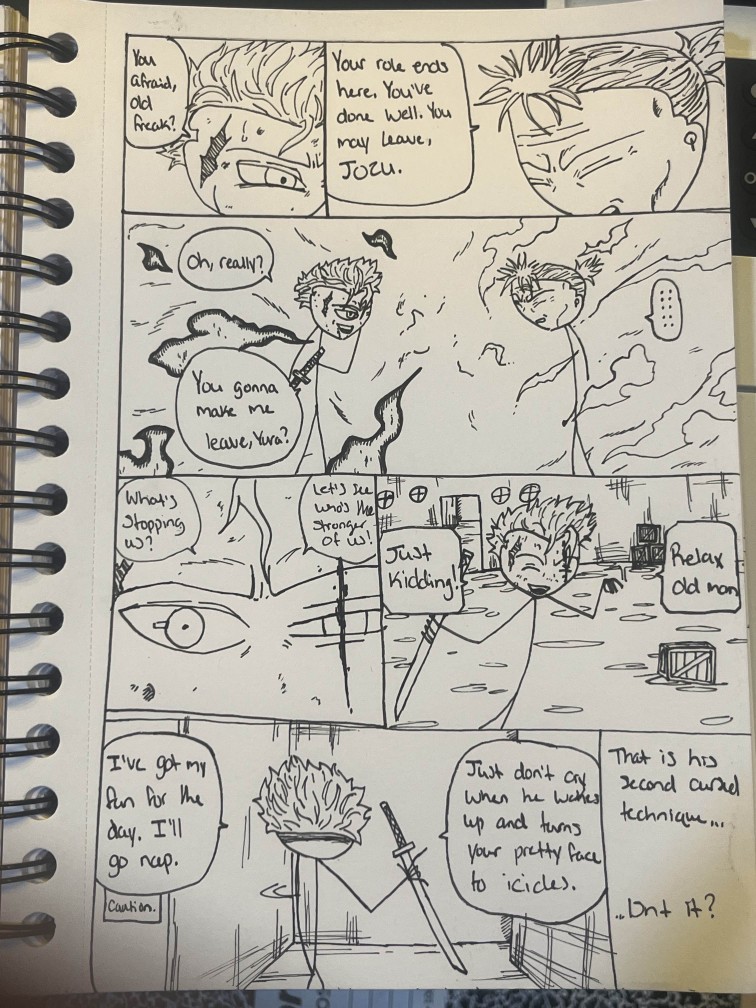 You
afraid,
old
freak?
Your role ends
here. You've
done well. You
may leave,
Jozu.
Oh, really?
You gonna
make me
leave, Yura?
What's
stopping
us?
Let's see
who's the
stronger
of us!
Just
Kidding!
Relax
old man
I've got my
fun for the
day. I'll
go nap.
Caution.
Just don't cry
when he wakes
up and turns
your pretty face
to icicles.
That is his
second cursed
technique...
...Isnt it?